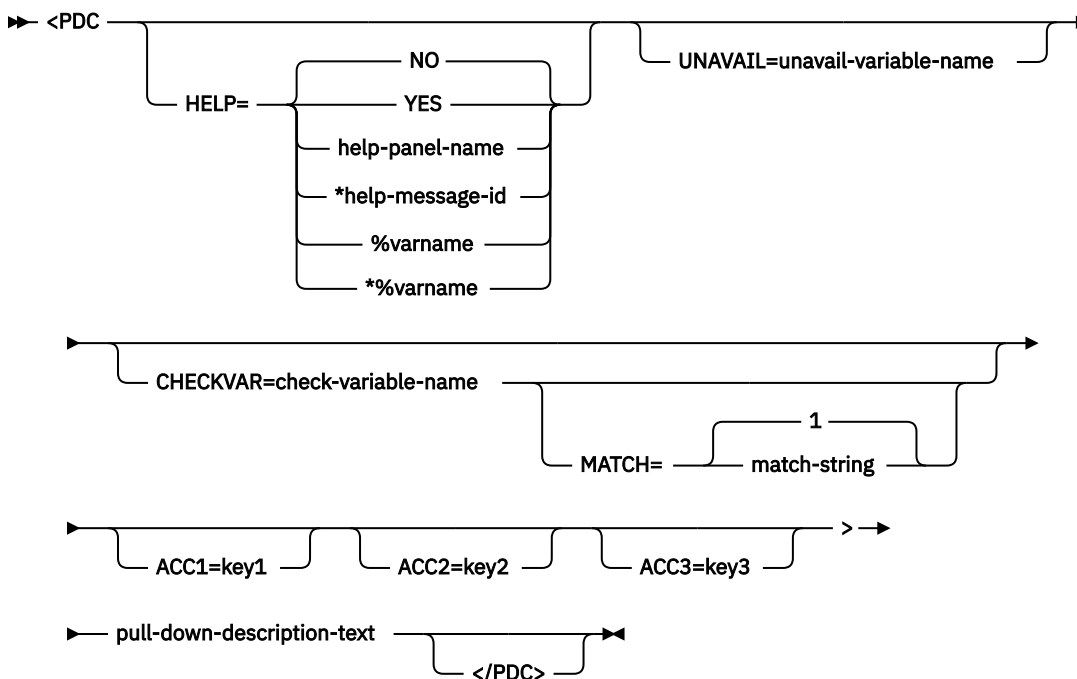 <PDC
HELP=
NO
YES
help-panel-name
*help-message-id
%varname
*%varname
UNAVAIL=unavail-variable-name
CHECKVAR=check-variable-name
MATCH=
1
match-string
ACC1=key1
ACC2=key2
ACC3=key3
>
pull-down-description-text
</PDC>